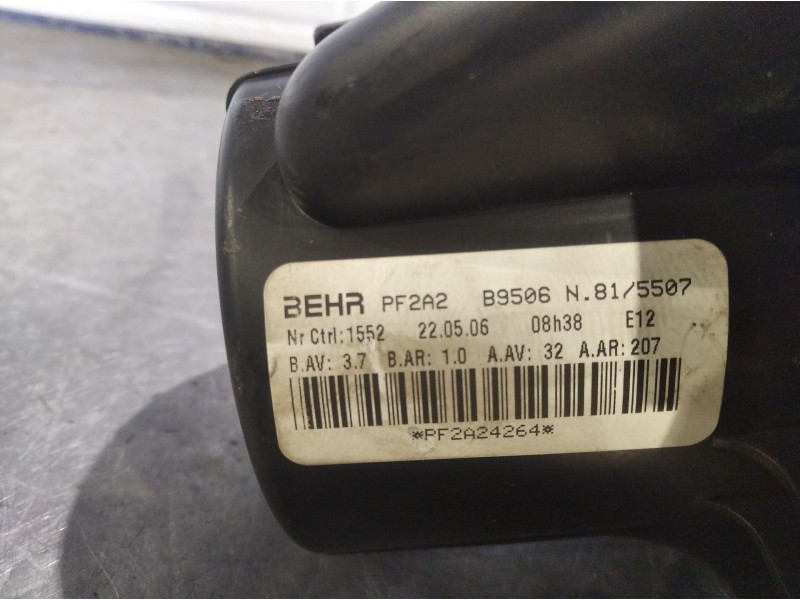 BEHR PF2A2 B9506 N.81/5507
Nr Ctrl:1552 22.05.06 08h38 E12
B.AV: 3.7 B.AR: 1.0 A.AV: 32 A.AR: 207
*PF2A24264*